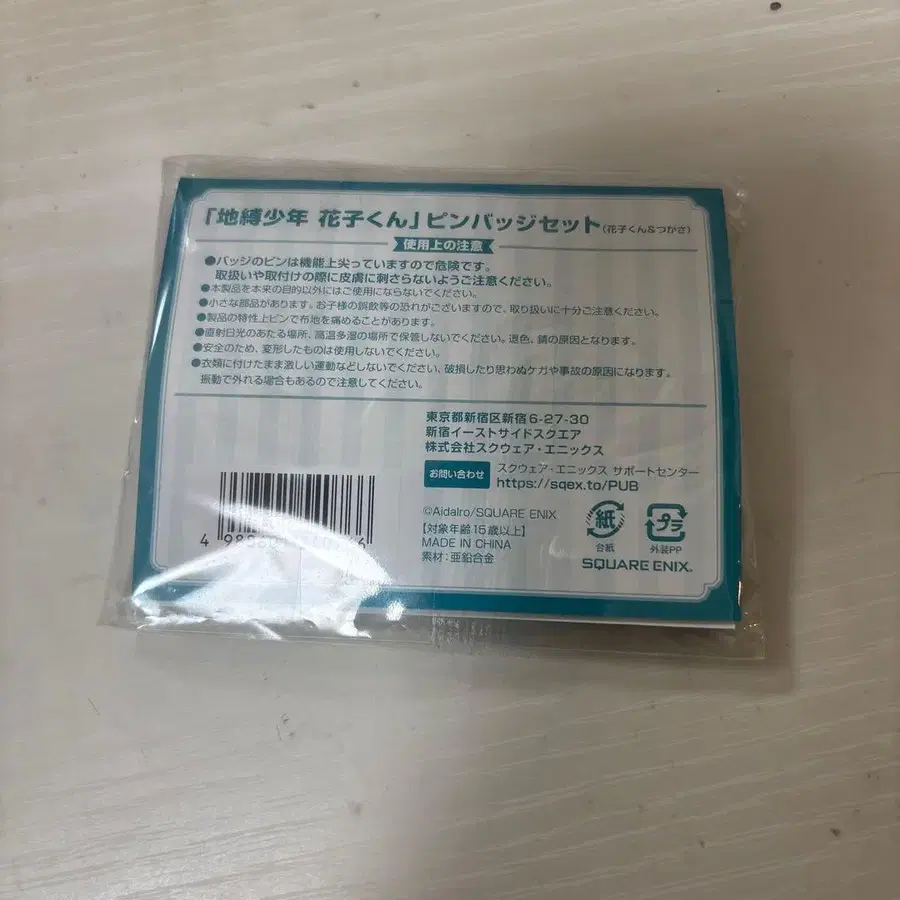 「地縛少年 花子くん」ピンバッジセット(花子くん&つかさ)
使用上の注意
●バッジのピンは機能上尖っていますので危険です。
取扱いや取付けの際に皮膚に刺さらないようご注意ください。
●本製品を本来の目的以外にはご使用にならないでください。
●小さな部品があります。お子様の誤飲等の恐れがございますので、取り扱いに十分ご注意ください。
●製品の特性上ピンで布地を痛めることがあります。
●直射日光のあたる場所、高温多湿の場所で保管しないでください。退色、錆の原因となります。
●安全のため、変形したものは使用しないでください。
●衣類に付けたまま激しい運動などしないでください、破損したり思わぬケガや事故の原因になります。
振動で外れる場合もあるので注意してください。
東京都新宿区新宿6-27-30
新宿イーストサイドスクエア
株式会社スクウェア・エニックス
お問い合わせ スクウェア・エニックス サポートセンター
https://sqex.to/PUB
©AidaIro/SQUARE ENIX
【対象年齢15歳以上】
MADE IN CHINA
素材:亜鉛合金
紙
台紙
プラ
外装PP
SQUARE ENIX.